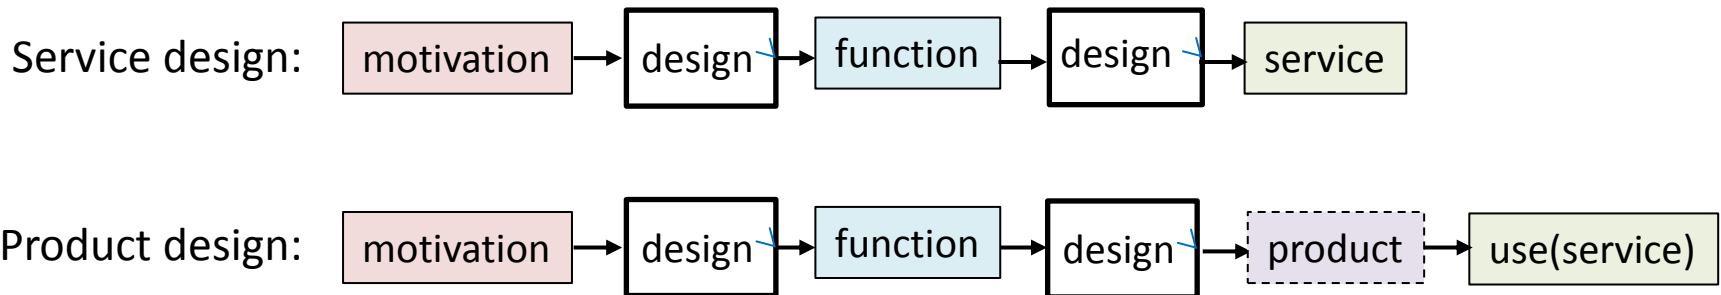 Service design: motivation design function design service
Product design: motivation design function design product use(service)